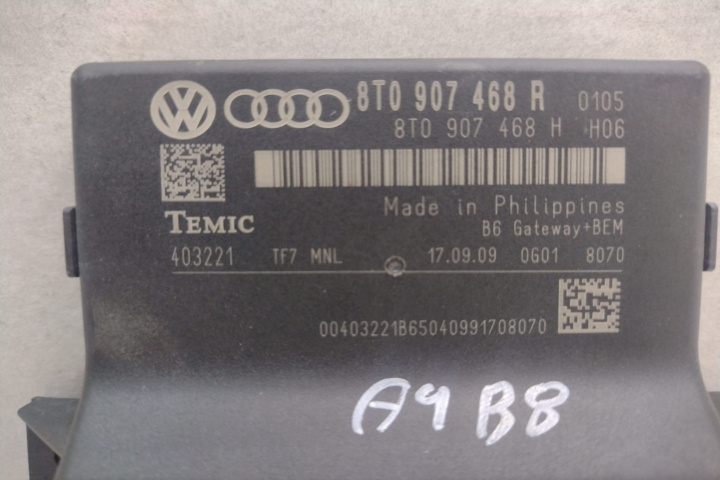 8T0 907 468 R 0105
8T0 907 468 H H06
TEMIC
Made in Philippines
B6 Gateway+BEM
403221 TF7 MNL 17.09.09 0G01 8070
00403221B65040991708070
A4 B8